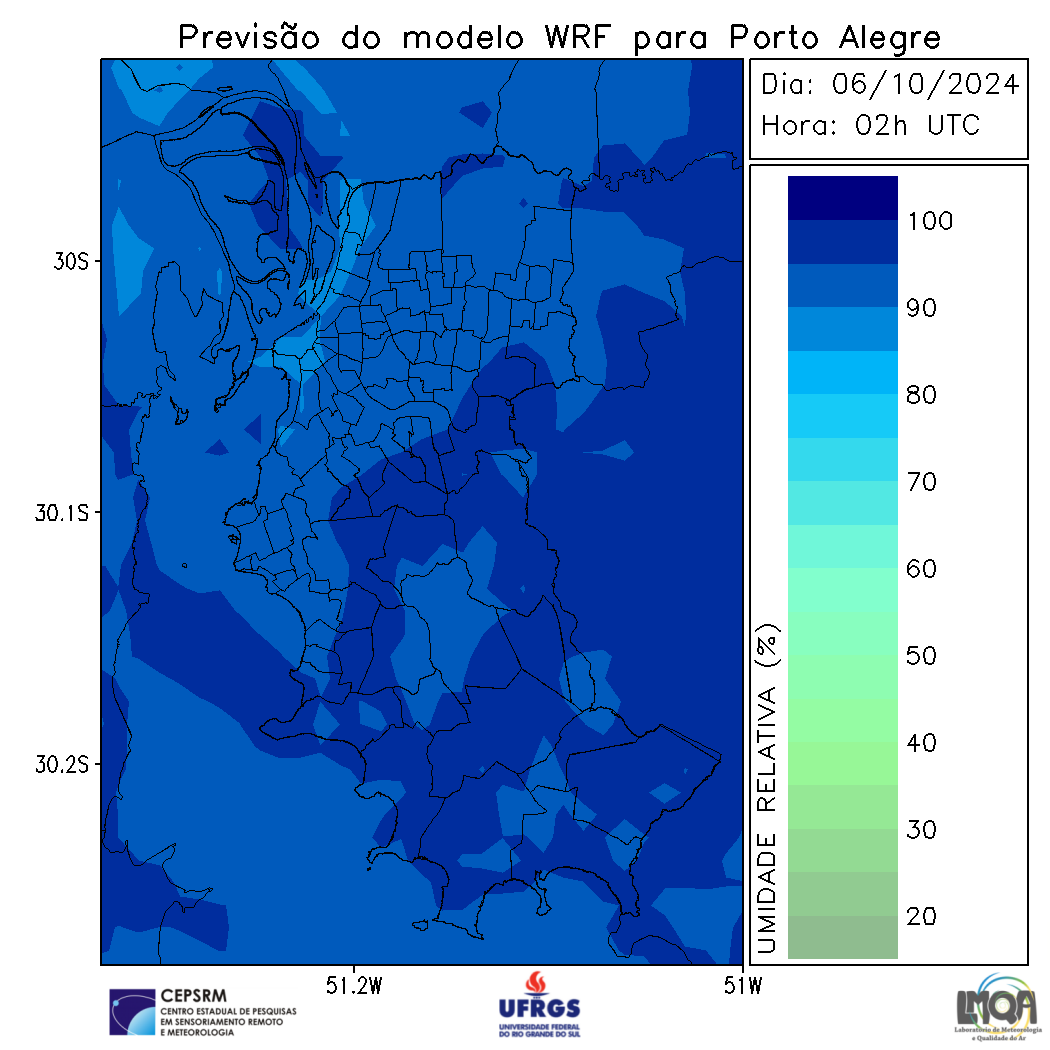 Previsão do modelo WRF para Porto Alegre
Dia: 06/10/2024
Hora: 02h UTC
30S
30.1S
30.2S
51.2W
51W
100
90
80
70
60
50
40
30
20
UMIDADE RELATIVA (%)
CEPSRM
CENTRO ESTADUAL DE PESQUISAS
EM SENSORIAMENTO REMOTO
E METEOROLOGIA
UFRGS
UNIVERSIDADE FEDERAL
DO RIO GRANDE DO SUL
LMQA
Laboratório de Meteorologia
e Qualidade do Ar